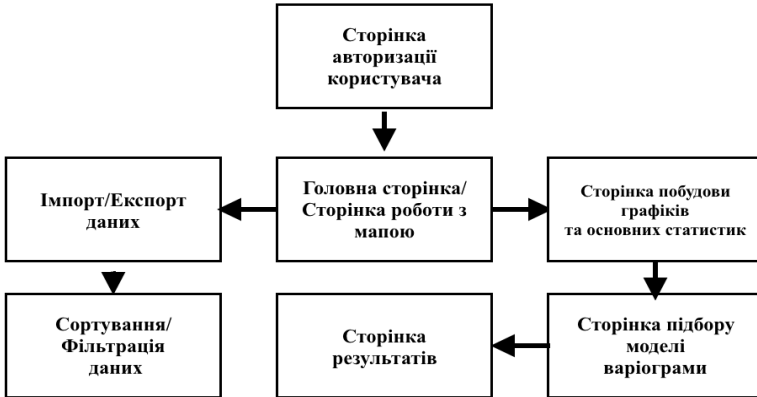 Сторінка
авторизації
користувача
Імпорт/Експорт
даних
Головна сторінка/
Сторінка роботи з
мапою
Сторінка побудови
графіків
та основних статистик
Сортування/
Фільтрація
даних
Сторінка
результатів
Сторінка підбору
моделі
варіограми